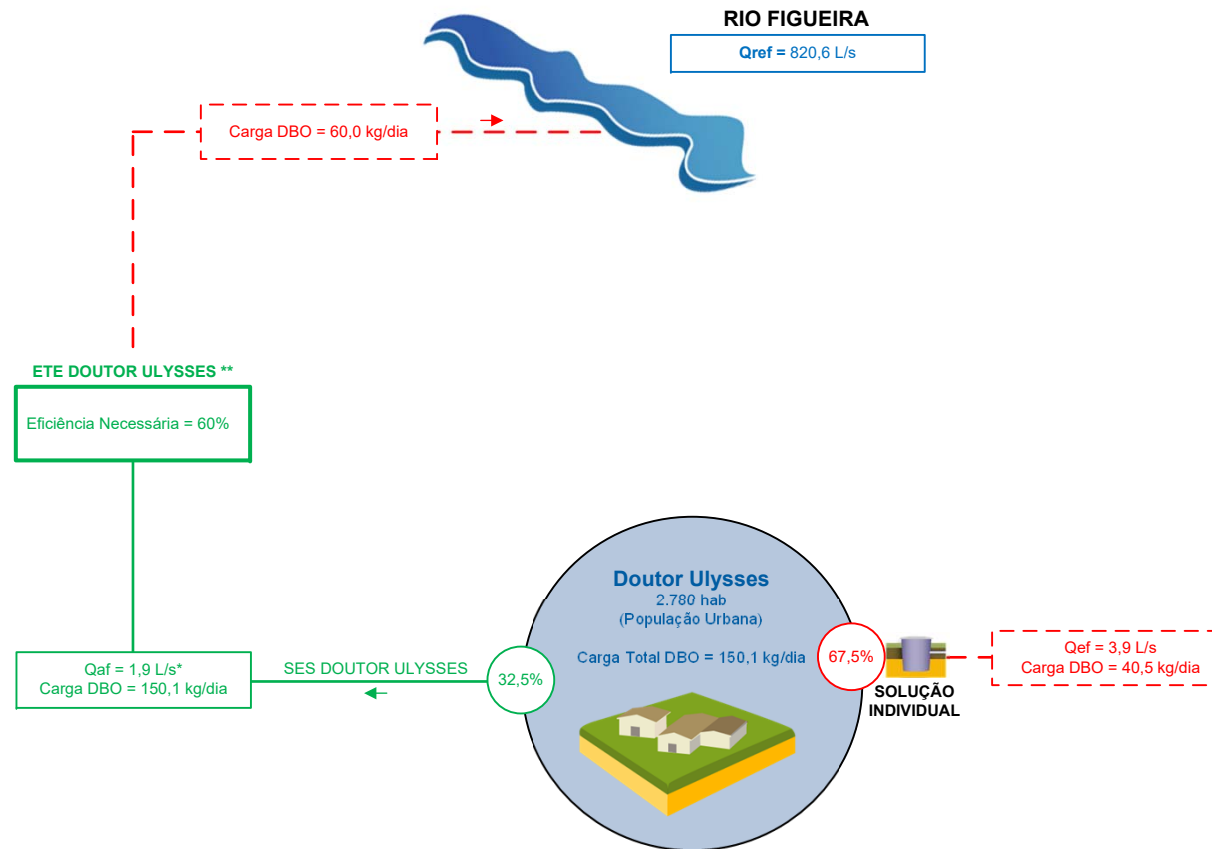 RIO FIGUEIRA
Qref = 820,6 L/s
Carga DBO = 60,0 kg/dia
ETE DOUTOR ULYSSES **
Eficiência Necessária = 60%
Doutor Ulysses
2.780 hab
(População Urbana)
Carga Total DBO = 150,1 kg/dia
Qaf = 1,9 L/s*
Carga DBO = 150,1 kg/dia
SES DOUTOR ULYSSES
32,5%
67,5%
SOLUÇÃO
INDIVIDUAL
Qef = 3,9 L/s
Carga DBO = 40,5 kg/dia